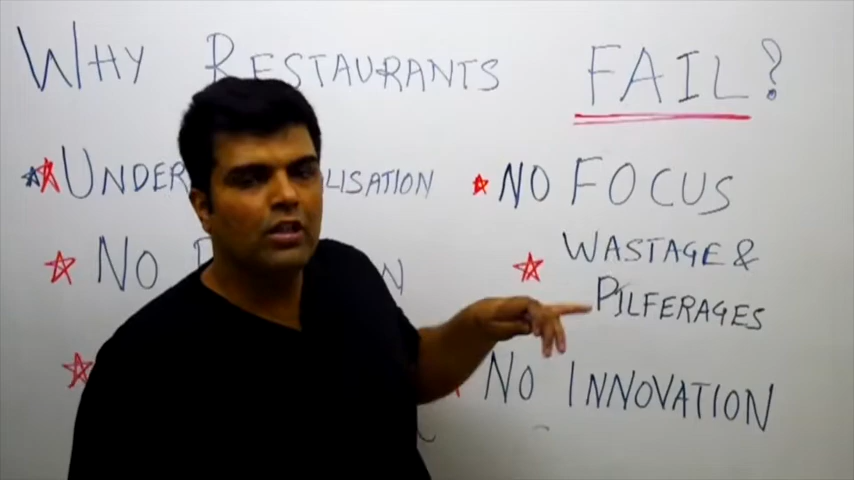 WHY RESTAURANTS FAIL?
UNDER LISATION
NO
NO FOCUS
WASTAGE &
PILFERAGES
NO INNOVATION